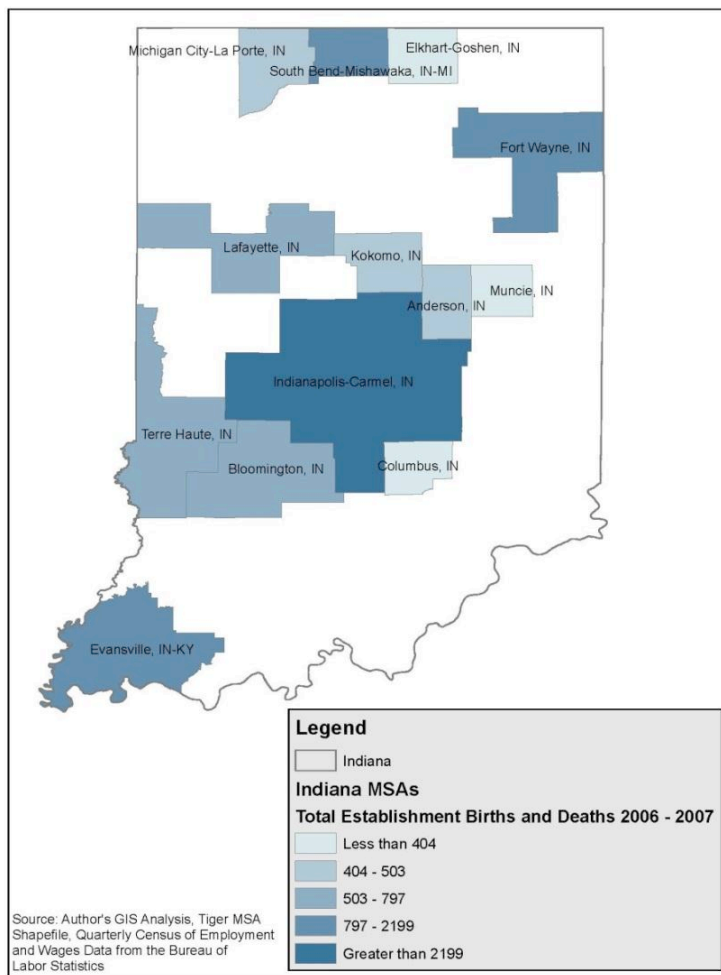 Michigan City-La Porte, IN
Elkhart-Goshen, IN
South Bend-Mishawaka, IN-MI
Fort Wayne, IN
Lafayette, IN
Kokomo, IN
Muncie, IN
Anderson, IN
Indianapolis-Carmel, IN
Terre Haute, IN
Bloomington, IN
Columbus, IN
Evansville, IN-KY
Legend
Indiana
Indiana MSAs
Total Establishment Births and Deaths 2006 - 2007
Less than 404
404 - 503
503 - 797
797 - 2199
Greater than 2199
Source: Author's GIS Analysis, Tiger MSA
Shapefile, Quarterly Census of Employment
and Wages Data from the Bureau of
Labor Statistics